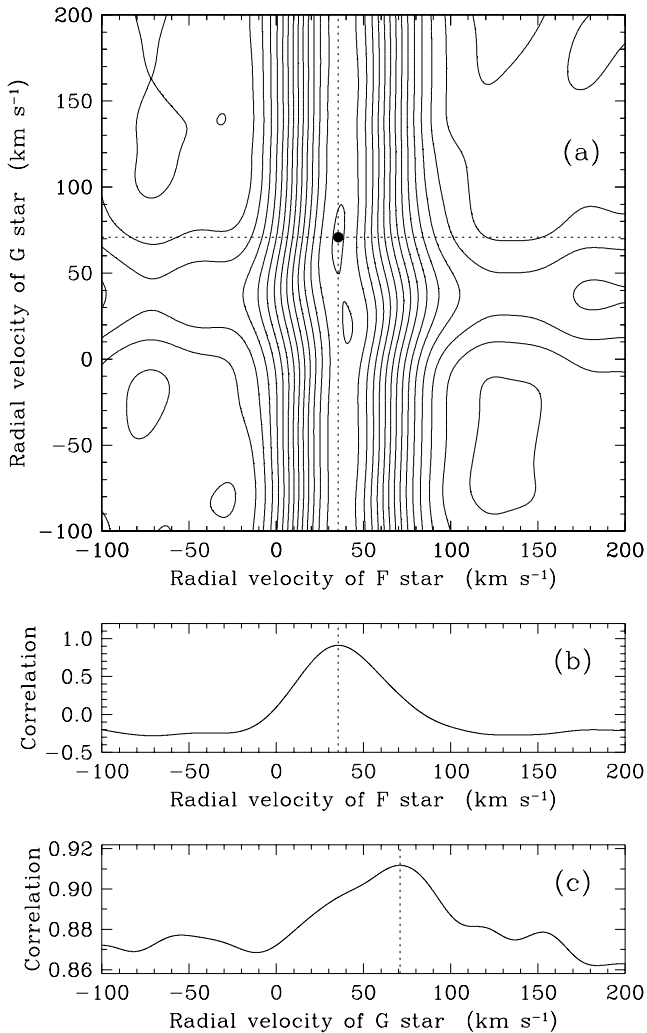 200
150
100
50
0
−50
−100
Radial velocity of G star (km s⁻¹)
(a)
−100 −50 0 50 100 150 200
Radial velocity of F star (km s⁻¹)
1.0
0.5
0.0
−0.5
Correlation
(b)
−100 −50 0 50 100 150 200
Radial velocity of F star (km s⁻¹)
0.92
0.90
0.88
0.86
Correlation
(c)
−100 −50 0 50 100 150 200
Radial velocity of G star (km s⁻¹)